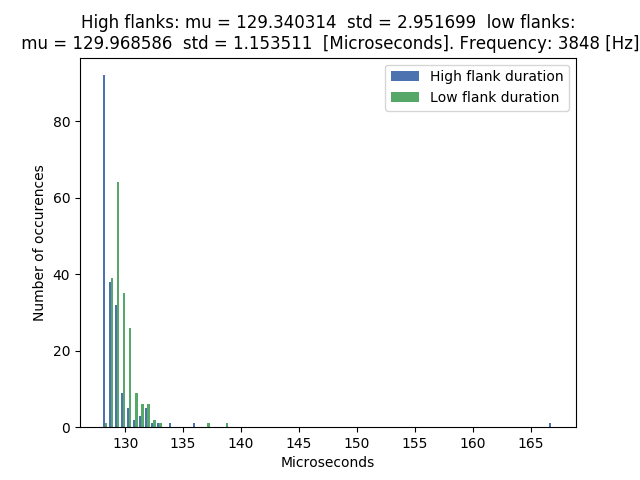 High flanks: mu = 129.340314 std = 2.951699 low flanks:
mu = 129.968586 std = 1.153511 [Microseconds]. Frequency: 3848 [Hz]
High flank duration
Low flank duration
80
60
40
20
0
Number of occurences
130 135 140 145 150 155 160 165
Microseconds